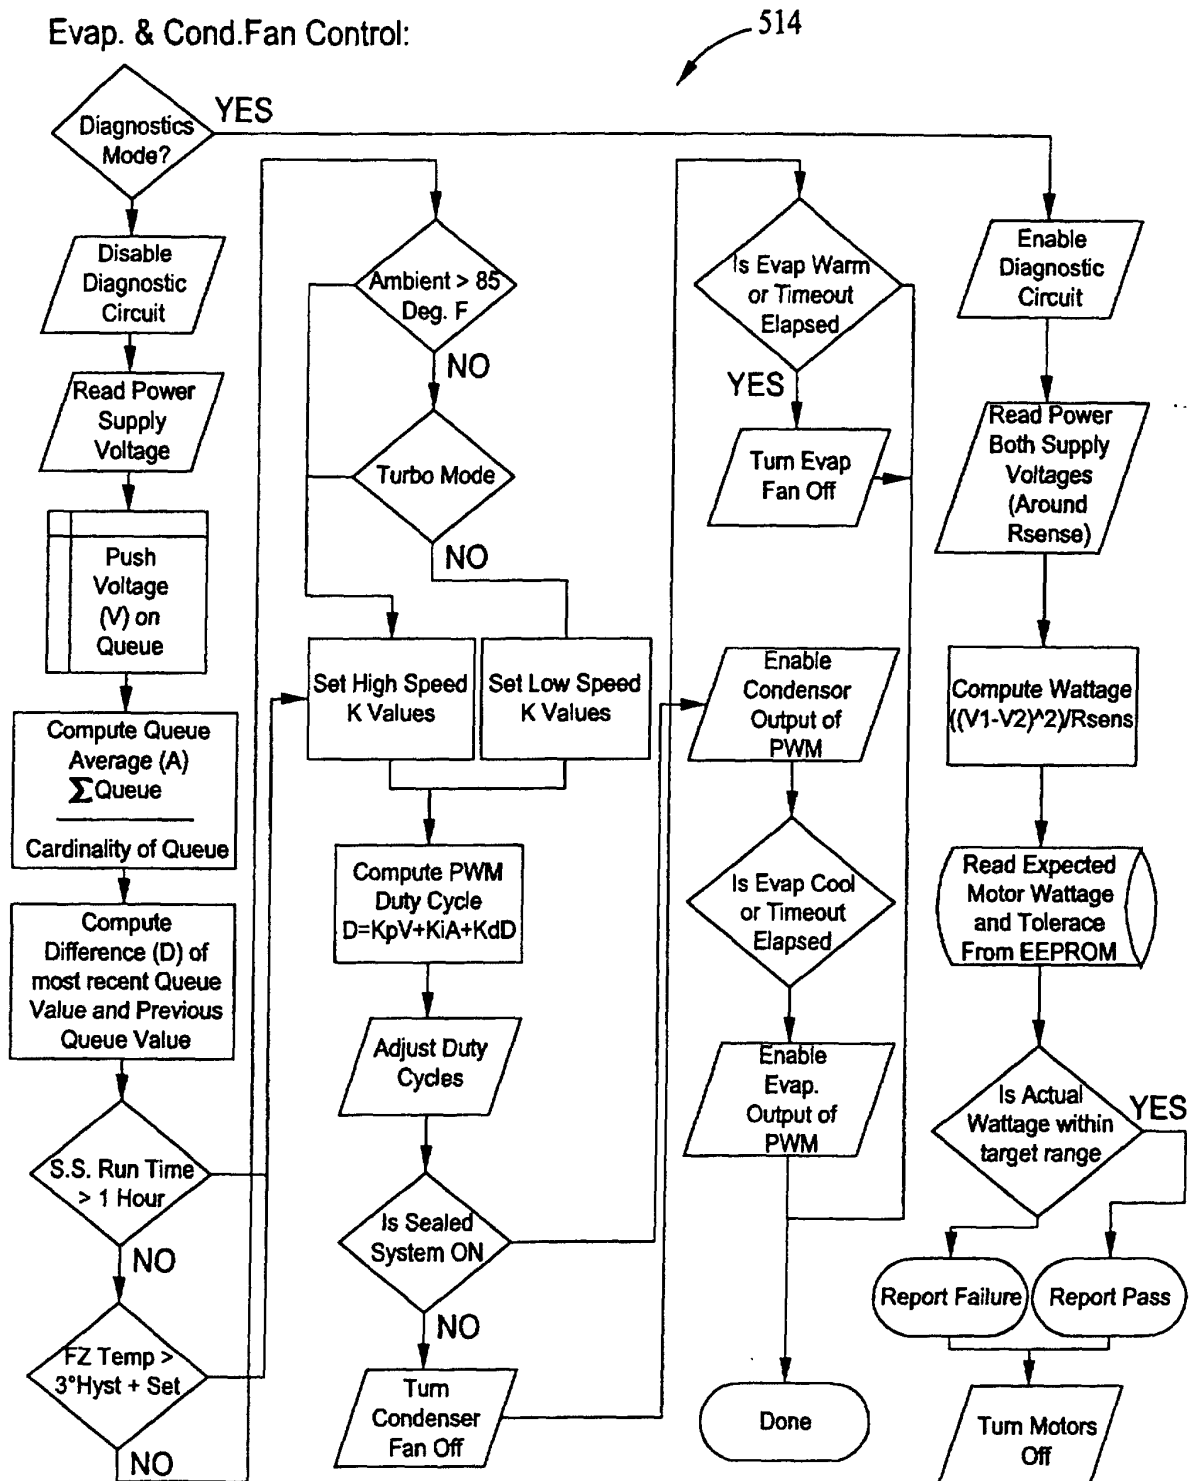 Evap. & Cond.Fan Control:
514
Diagnostics
Mode?
YES
Disable
Diagnostic
Circuit
Read Power
Supply
Voltage
Push
Voltage
(V) on
Queue
Compute Queue
Average (A)
ΣQueue
Cardinality of Queue
Compute
Difference (D) of
most recent Queue
Value and Previous
Queue Value
S.S. Run Time
> 1 Hour
NO
FZ Temp >
3°Hyst + Set
NO
Ambient > 85
Deg. F
NO
Turbo Mode
NO
Set High Speed
K Values
Set Low Speed
K Values
Compute PWM
Duty Cycle
D=KpV+KiA+KdD
Adjust Duty
Cycles
Is Sealed
System ON
NO
Turn
Condenser
Fan Off
Is Evap Warm
or Timeout
Elapsed
YES
Turn Evap
Fan Off
Enable
Condensor
Output of
PWM
Is Evap Cool
or Timeout
Elapsed
Enable
Evap.
Output of
PWM
Done
Enable
Diagnostic
Circuit
Read Power
Both Supply
Voltages
(Around
Rsense)
Compute Wattage
((V1-V2)^2)/Rsens
Read Expected
Motor Wattage
and Tolerace
From EEPROM
Is Actual
Wattage within
target range
YES
Report Failure
Report Pass
Turn Motors
Off